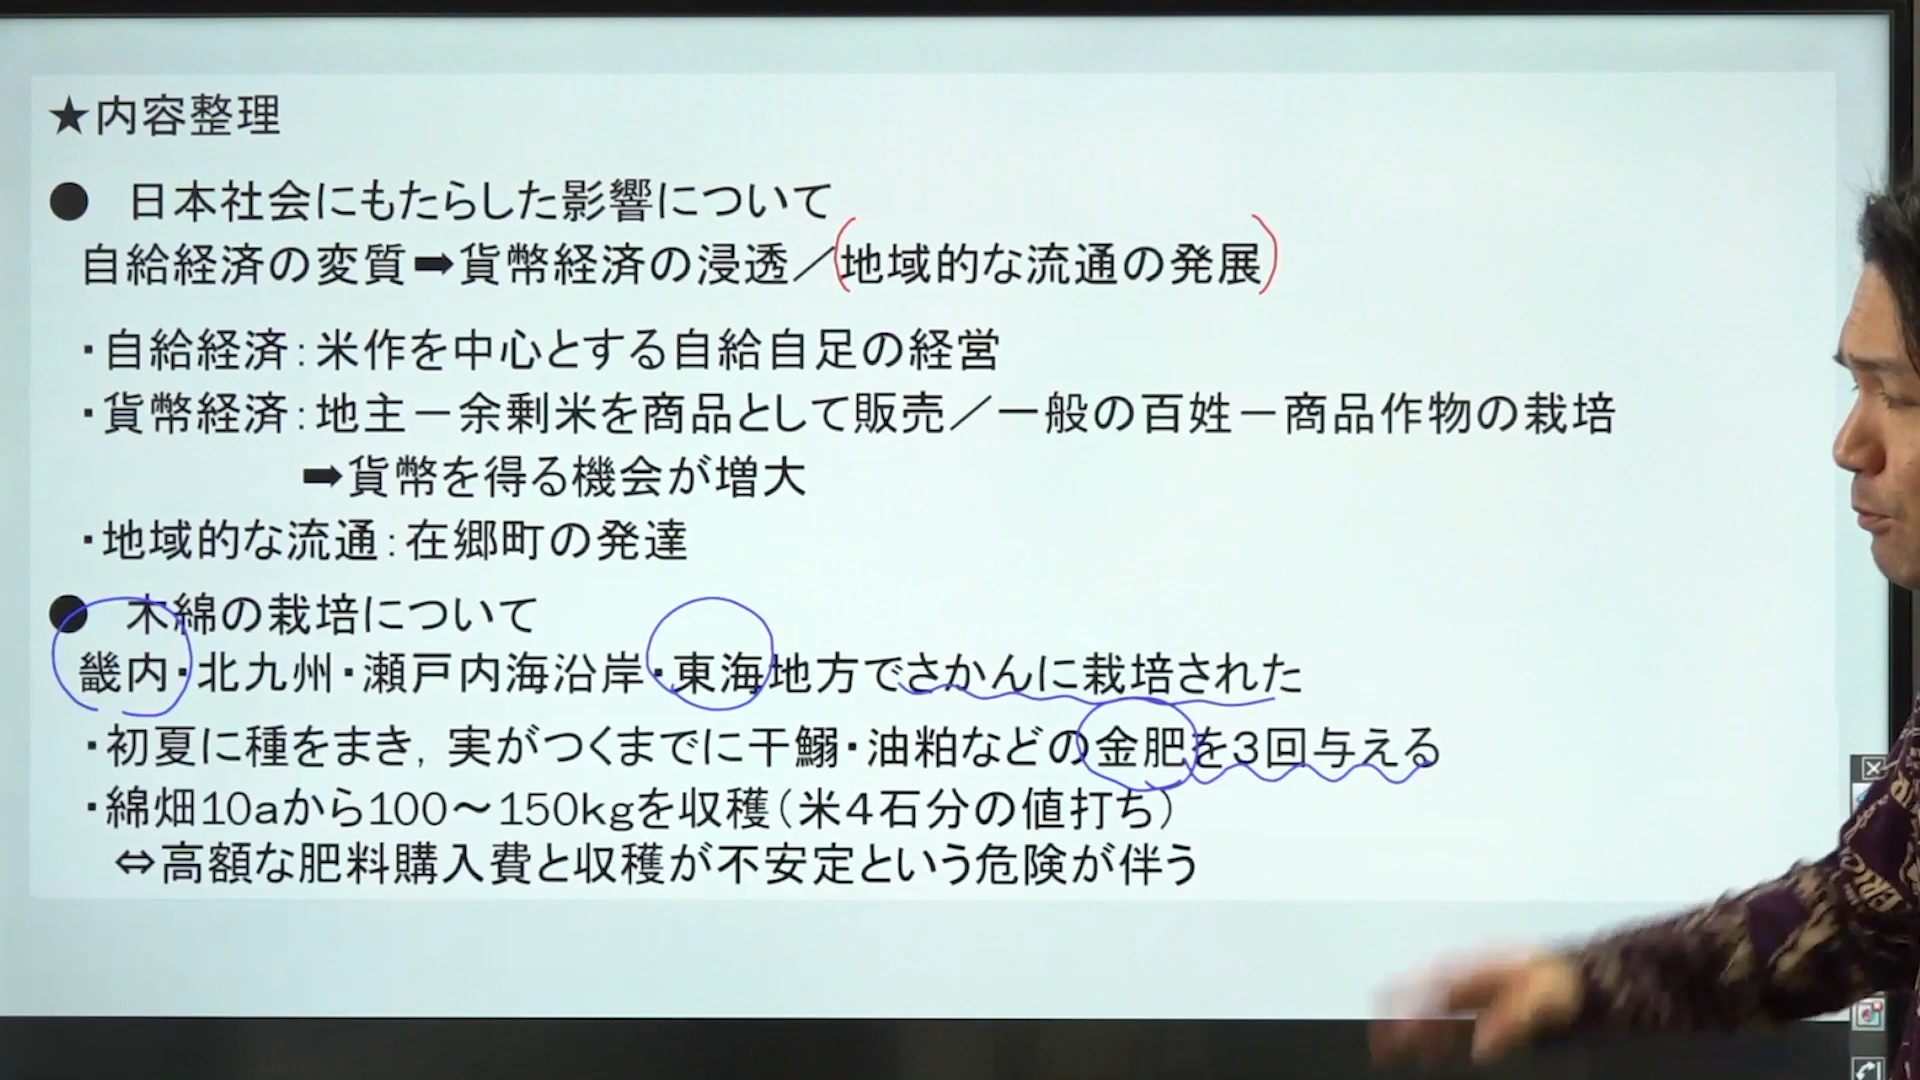 ★内容整理
● 日本社会にもたらした影響について
自給経済の変質➡貨幣経済の浸透／(地域的な流通の発展)
・自給経済：米作を中心とする自給自足の経営
・貨幣経済：地主－余剰米を商品として販売／一般の百姓－商品作物の栽培
➡貨幣を得る機会が増大
・地域的な流通：在郷町の発達
● 木綿の栽培について
畿内・北九州・瀬戸内海沿岸・東海地方でさかんに栽培された
・初夏に種をまき，実がつくまでに干鰯・油粕などの金肥を３回与える
・綿畑10aから100～150kgを収穫（米４石分の値打ち）
⇔高額な肥料購入費と収穫が不安定という危険が伴う